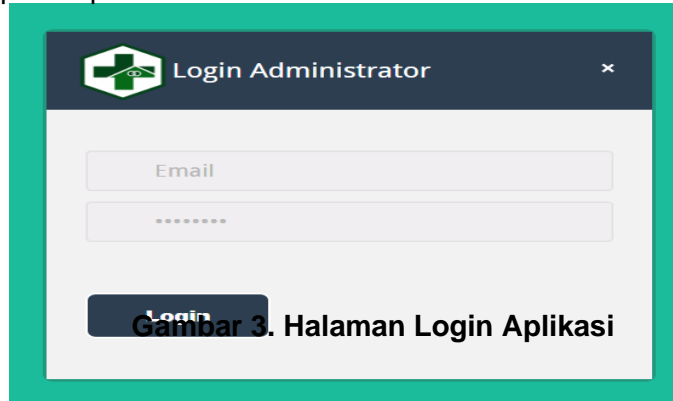 Login Administrator ×
Email
••••••••
Login
Gambar 3. Halaman Login Aplikasi